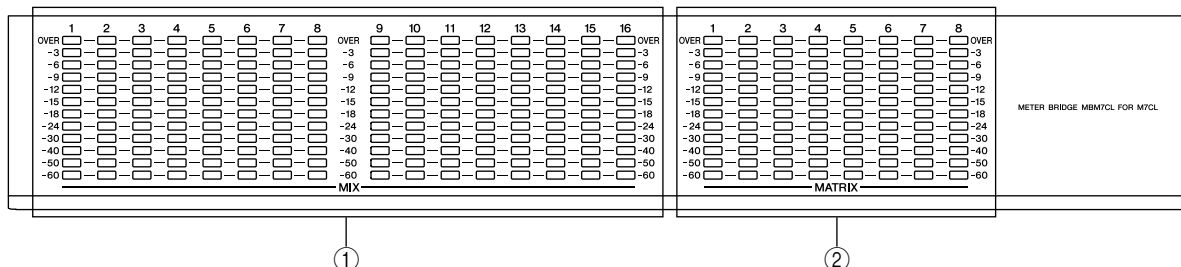 1 2 3 4 5 6 7 8 9 10 11 12 13 14 15 16 1 2 3 4 5 6 7 8
OVER OVER OVER OVER OVER
-3 -3 -3 -3 -3
-6 -6 -6 -6 -6
-9 -9 -9 -9 -9
-12 -12 -12 -12 -12
-15 -15 -15 -15 -15
-18 -18 -18 -18 -18
-24 -24 -24 -24 -24
-30 -30 -30 -30 -30
-40 -40 -40 -40 -40
-50 -50 -50 -50 -50
-60 -60 -60 -60 -60
MIX MATRIX
METER BRIDGE MBM7CL FOR M7CL
① ②